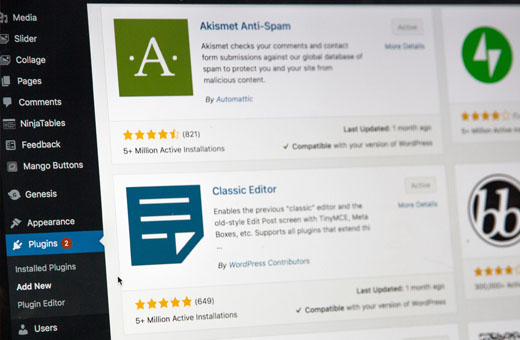 Media
Slider
Collage
Pages
Comments
NinjaTables
Feedback
Mango Buttons
Genesis
Appearance
Plugins 2
Installed Plugins
Add New
Plugin Editor
Users
A
Akismet Anti-Spam
Active
More Details
Akismet checks your comments and contact
form submissions against our global database of
spam to protect you and your site from
malicious content.
By Automattic
(821)
5+ Million Active Installations
Last Updated: 1 month ago
Compatible with your version of WordPress
Classic Editor
Active
More Details
Enables the previous "classic" editor and the
old-style Edit Post screen with TinyMCE, Meta
Boxes, etc. Supports all plugins that extend thi
...
By WordPress Contributors
(649)
5+ Million Active Installations
Last Updated: 1 month ago
Compatible with your version of WordPress
5+ Million Active
bb
300,000+ Active